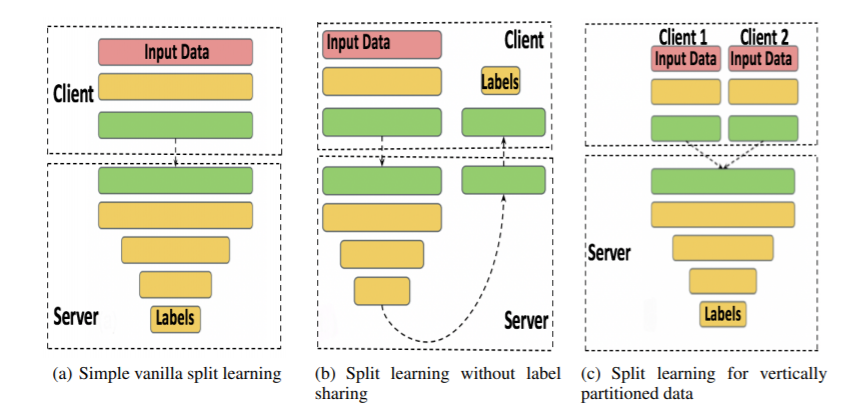 Input Data
Client
Server
Labels
(a) Simple vanilla split learning
Input Data
Client
Labels
Server
(b) Split learning without label
sharing
Client 1 Client 2
Input Data Input Data
Server
Labels
(c) Split learning for vertically
partitioned data